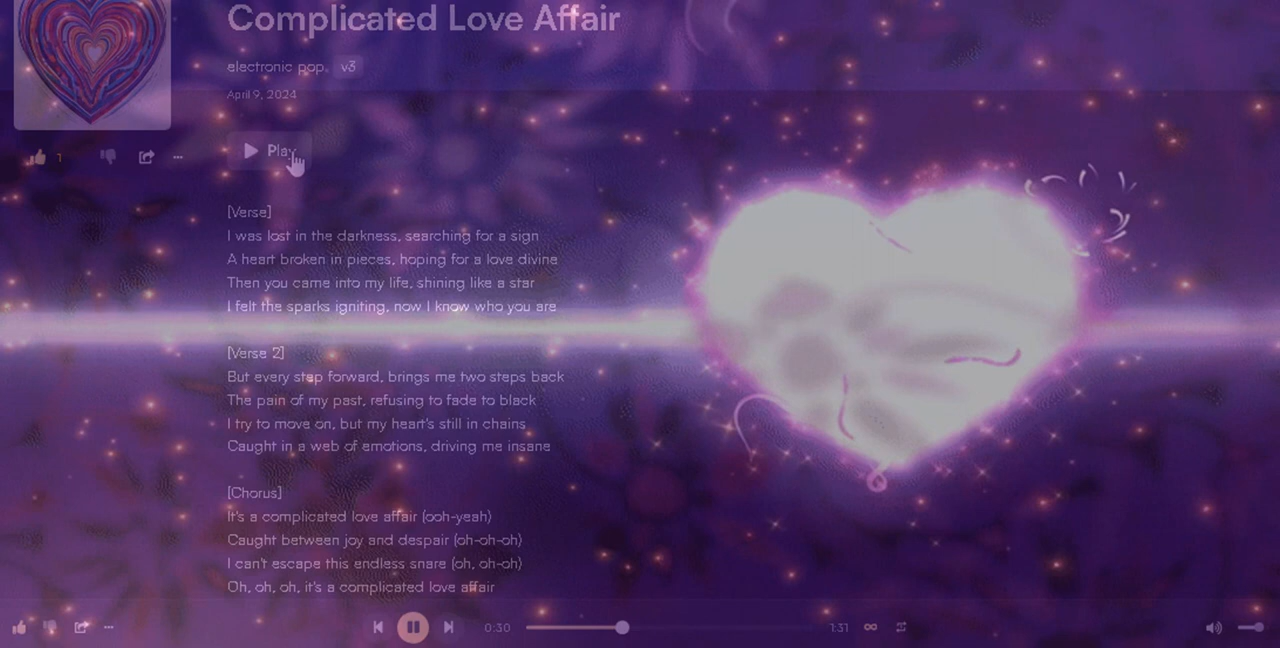 Complicated Love Affair
electronic pop. v3
April 9, 2024
1
Play
[Verse]
I was lost in the darkness, searching for a sign
A heart broken in pieces, hoping for a love divine
Then you came into my life, shining like a star
I felt the sparks igniting, now I know who you are
[Verse 2]
But every step forward, brings me two steps back
The pain of my past, refusing to fade to black
I try to move on, but my heart's still in chains
Caught in a web of emotions, driving me insane
[Chorus]
It's a complicated love affair (ooh-yeah)
Caught between joy and despair (oh-oh-oh)
I can't escape this endless snare (oh, oh-oh)
Oh, oh, oh, it's a complicated love affair
0:30 1:31